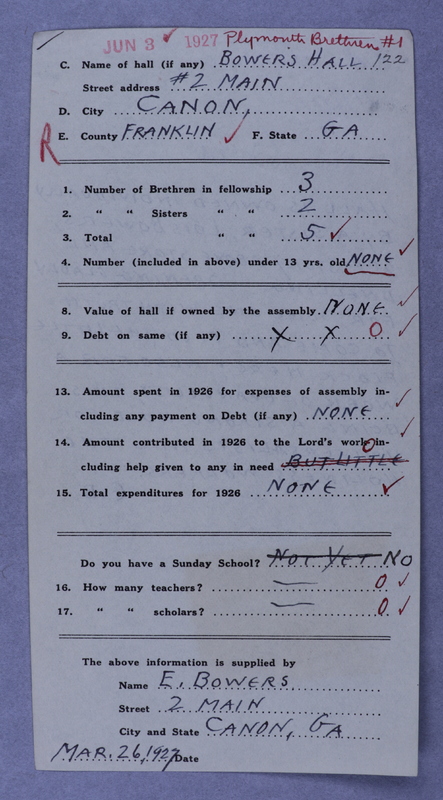 JUN 3 1927 Plymouth Brethren #1
C. Name of hall (if any) BOWERS HALL 122
Street address #2 MAIN
D. City CANON,
R E. County FRANKLIN F. State GA
1. Number of Brethren in fellowship 3
2. " " Sisters " " 2
3. Total " " 5
4. Number (included in above) under 13 yrs. old NONE
8. Value of hall if owned by the assembly. NONE.
9. Debt on same (if any) X X 0
13. Amount spent in 1926 for expenses of assembly in-
cluding any payment on Debt (if any) NONE
14. Amount contributed in 1926 to the Lord's work in-
0
cluding help given to any in need BUT LITTLE
15. Total expenditures for 1926 NONE
Do you have a Sunday School? NOT YET NO
16. How many teachers? — 0
17. " " scholars? — 0
The above information is supplied by
Name E, BOWERS
Street 2 MAIN
City and State CANON, GA
MAR. 26, 1927 Date